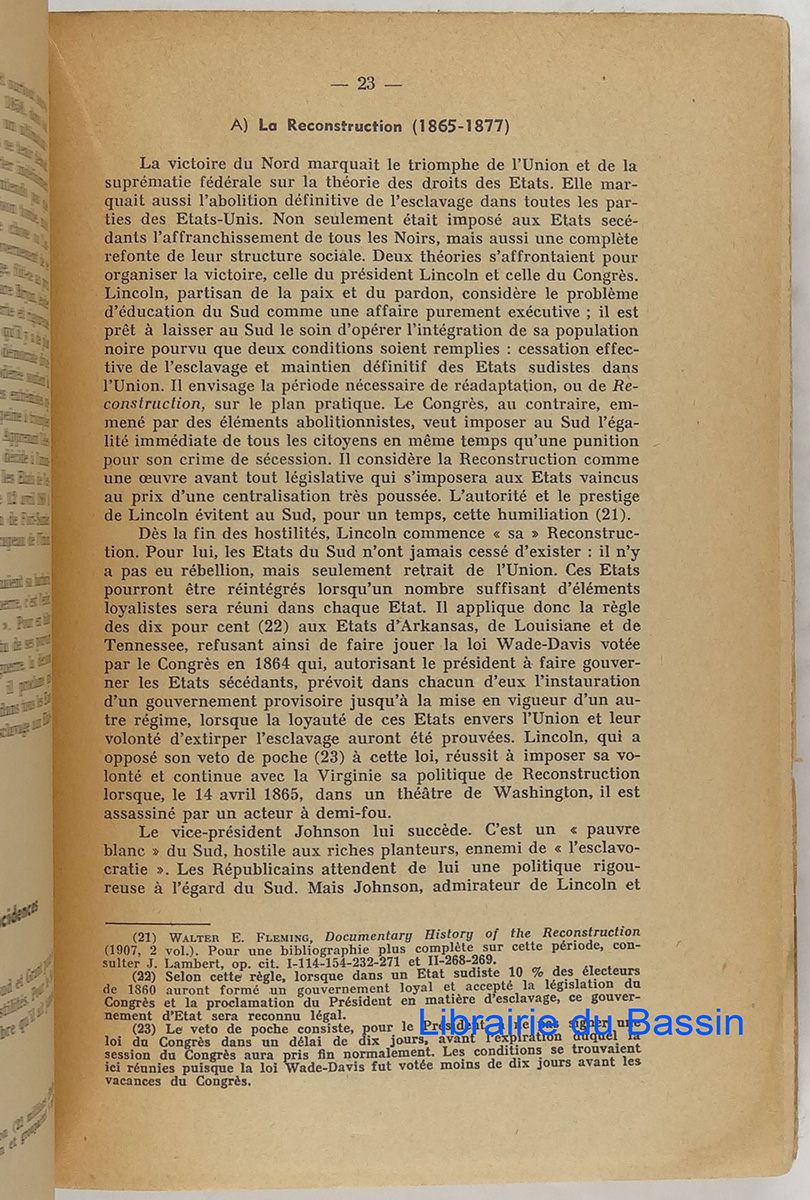 — 23 —
A) La Reconstruction (1865-1877)
La victoire du Nord marquait le triomphe de l'Union et de la
suprématie fédérale sur la théorie des droits des Etats. Elle mar-
quait aussi l'abolition définitive de l'esclavage dans toutes les par-
ties des Etats-Unis. Non seulement était imposé aux Etats secé-
dants l'affranchissement de tous les Noirs, mais aussi une complète
refonte de leur structure sociale. Deux théories s'affrontaient pour
organiser la victoire, celle du président Lincoln et celle du Congrès.
Lincoln, partisan de la paix et du pardon, considère le problème
d'éducation du Sud comme une affaire purement exécutive ; il est
prêt à laisser au Sud le soin d'opérer l'intégration de sa population
noire pourvu que deux conditions soient remplies : cessation effec-
tive de l'esclavage et maintien définitif des Etats sudistes dans
l'Union. Il envisage la période nécessaire de réadaptation, ou de Re-
construction, sur le plan pratique. Le Congrès, au contraire, em-
mené par des éléments abolitionnistes, veut imposer au Sud l'éga-
lité immédiate de tous les citoyens en même temps qu'une punition
pour son crime de sécession. Il considère la Reconstruction comme
une œuvre avant tout législative qui s'imposera aux Etats vaincus
au prix d'une centralisation très poussée. L'autorité et le prestige
de Lincoln évitent au Sud, pour un temps, cette humiliation (21).
Dès la fin des hostilités, Lincoln commence « sa » Reconstruc-
tion. Pour lui, les Etats du Sud n'ont jamais cessé d'exister : il n'y
a pas eu rébellion, mais seulement retrait de l'Union. Ces Etats
pourront être réintégrés lorsqu'un nombre suffisant d'éléments
loyalistes sera réuni dans chaque Etat. Il applique donc la règle
des dix pour cent (22) aux Etats d'Arkansas, de Louisiane et de
Tennessee, refusant ainsi de faire jouer la loi Wade-Davis votée
par le Congrès en 1864 qui, autorisant le président à faire gouver-
ner les Etats sécédants, prévoit dans chacun d'eux l'instauration
d'un gouvernement provisoire jusqu'à la mise en vigueur d'un au-
tre régime, lorsque la loyauté de ces Etats envers l'Union et leur
volonté d'extirper l'esclavage auront été prouvées. Lincoln, qui a
opposé son veto de poche (23) à cette loi, réussit à imposer sa vo-
lonté et continue avec la Virginie sa politique de Reconstruction
lorsque, le 14 avril 1865, dans un théâtre de Washington, il est
assassiné par un acteur à demi-fou.
Le vice-président Johnson lui succède. C'est un « pauvre
blanc » du Sud, hostile aux riches planteurs, ennemi de « l'esclavo-
cratie ». Les Républicains attendent de lui une politique rigou-
reuse à l'égard du Sud. Mais Johnson, admirateur de Lincoln et
(21) WALTER E. FLEMING, Documentary History of the Reconstruction
(1907, 2 vol.). Pour une bibliographie plus complète sur cette période, con-
sulter J. Lambert, op. cit. I-114-154-232-271 et II-268-269.
(22) Selon cette règle, lorsque dans un Etat sudiste 10 % des électeurs
de 1860 auront formé un gouvernement loyal et accepté la législation du
Congrès et la proclamation du Président en matière d'esclavage, ce gouver-
nement d'Etat sera reconnu légal.
(23) Le veto de poche consiste, pour le Président, à ne pas signer une
loi du Congrès dans un délai de dix jours, avant l'expiration duquel la
session du Congrès aura pris fin normalement. Les conditions se trouvaient
ici réunies puisque la loi Wade-Davis fut votée moins de dix jours avant les
vacances du Congrès.
Librairie du Bassin